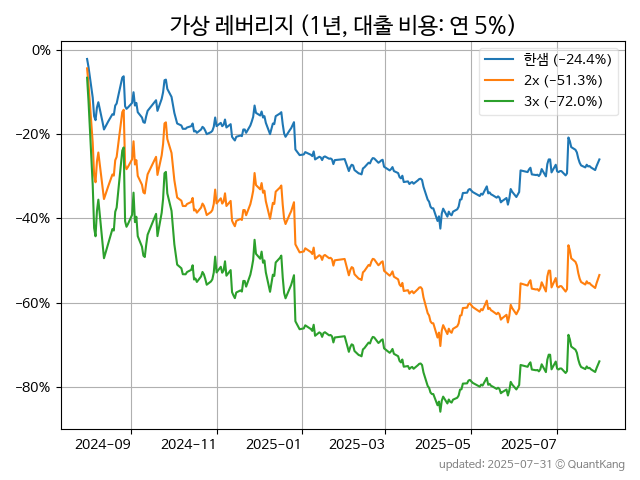 가상 레버리지 (1년, 대출 비용: 연 5%)
한샘 (−24.4%)
2x (−51.3%)
3x (−72.0%)
0%
−20%
−40%
−60%
−80%
2024-09 2024-11 2025-01 2025-03 2025-05 2025-07
updated: 2025-07-31 © QuantKang